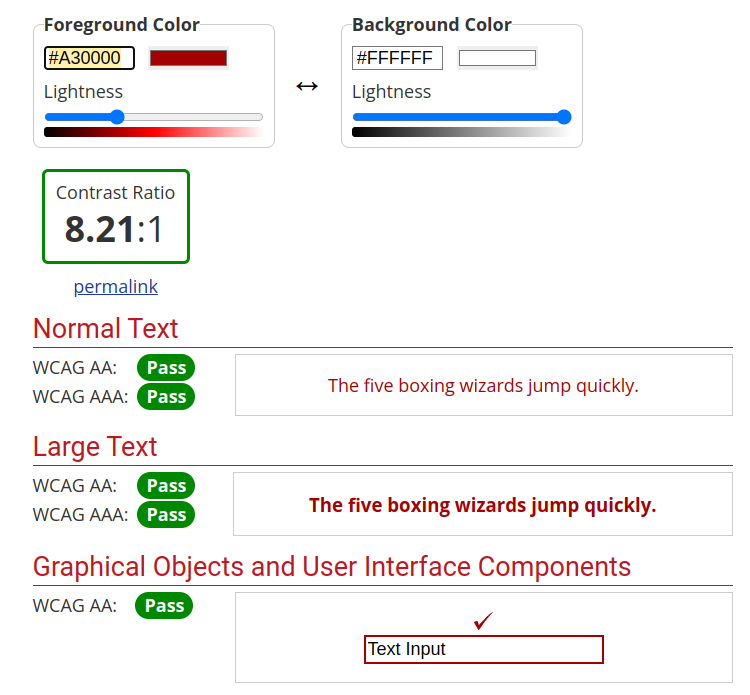 Foreground Color
#A30000
Lightness
Background Color
#FFFFFF
Lightness
Contrast Ratio
8.21:1
permalink
Normal Text
WCAG AA: Pass
WCAG AAA: Pass
The five boxing wizards jump quickly.
Large Text
WCAG AA: Pass
WCAG AAA: Pass
The five boxing wizards jump quickly.
Graphical Objects and User Interface Components
WCAG AA: Pass
Text Input